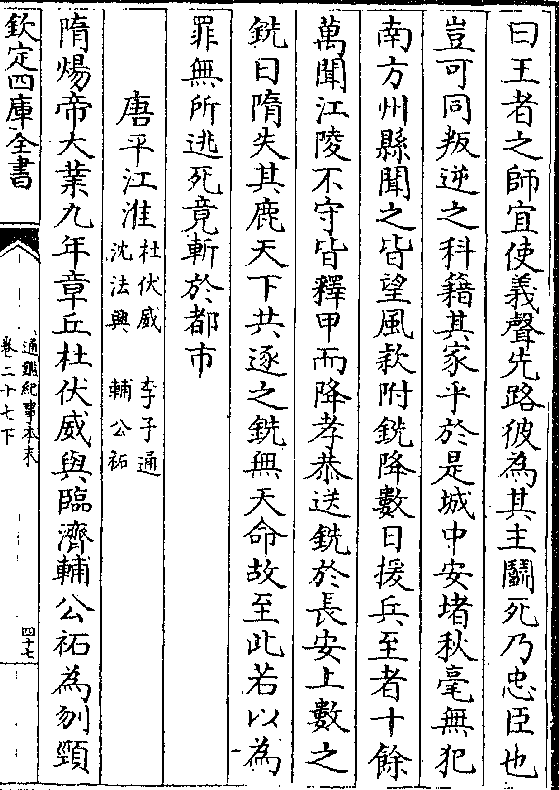 曰王者之師宜使義聲先路彼為其主鬭死乃忠臣也
豈可同叛逆之科籍其家乎於是城中安堵秋毫無犯
南方州縣聞之皆望風欵附銑降數日援兵至者十餘
萬聞江陵不守皆釋甲而降孝恭送銑於長安上數之
銑曰隋失其鹿天下共逐之銑無天命故至此若以為
罪無所逃死竟斬於都市
唐平江淮 杜伏威 李子通 沈法興 輔公祏
隋煬帝大業九年章丘杜伏威與臨濟輔公祏為刎頸
欽定四庫全書
通鑑紀事本末
卷二十七下
四十七